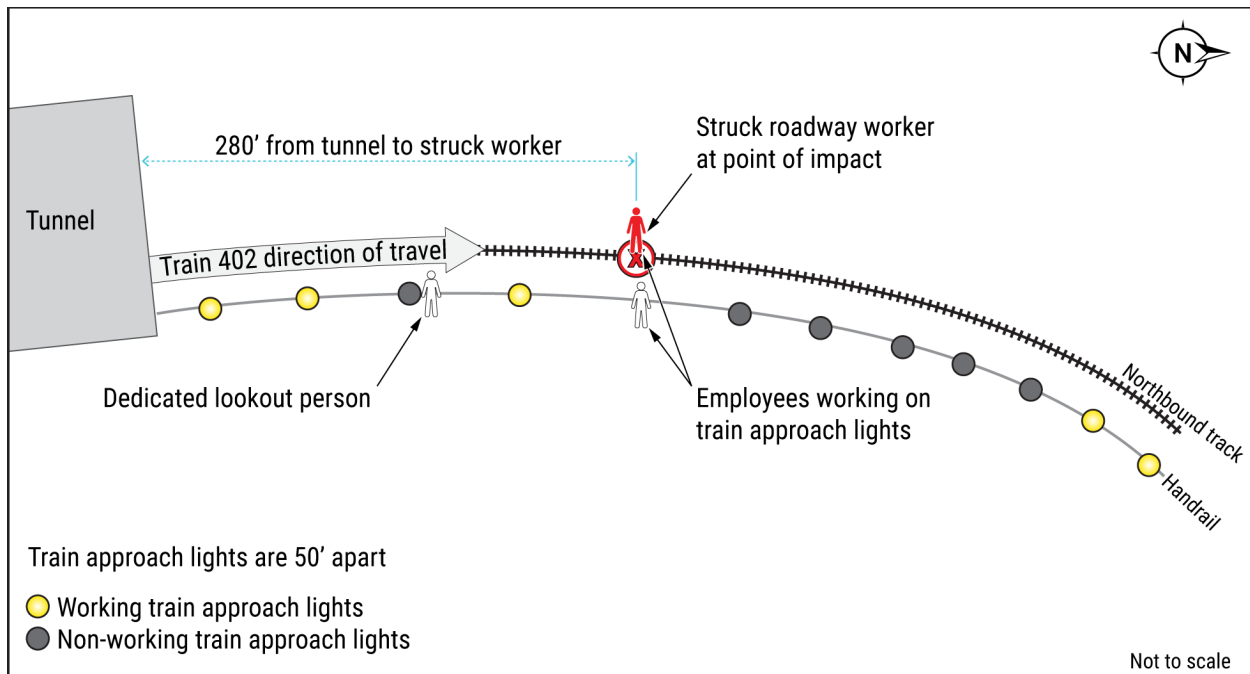 N
280’ from tunnel to struck worker
Struck roadway worker
at point of impact
Tunnel
Train 402 direction of travel
X
Dedicated lookout person
Employees working on
train approach lights
Northbound track
Handrail
Train approach lights are 50’ apart
Working train approach lights
Non-working train approach lights
Not to scale